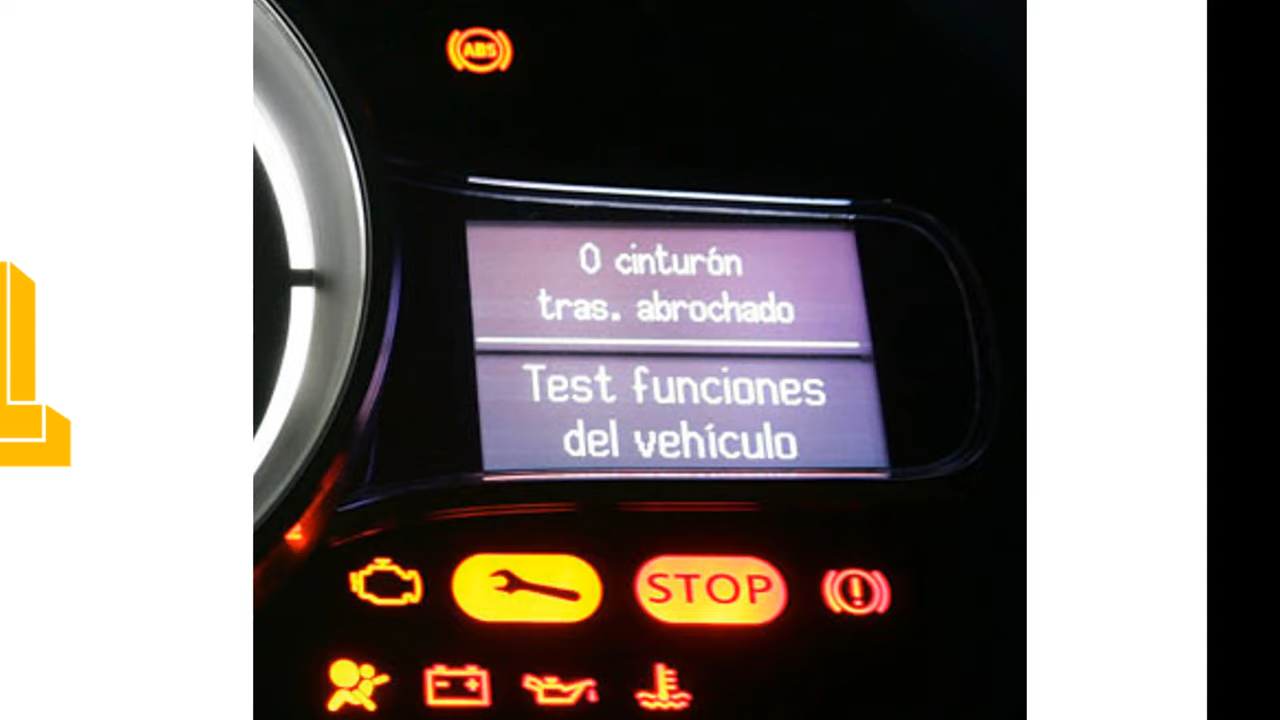 ABS
0 cinturón
tras. abrochado
Test funciones
del vehículo
STOP